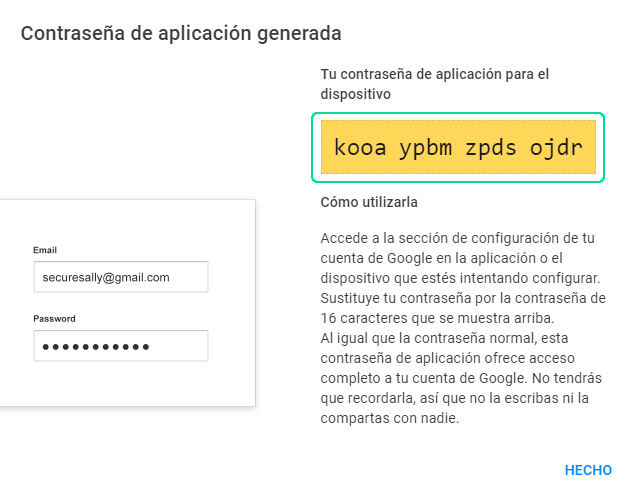 Contraseña de aplicación generada
Tu contraseña de aplicación para el
dispositivo
kooa ypbm zpds ojdr
Cómo utilizarla
Email
securesally@gmail.com
Password
Accede a la sección de configuración de tu
cuenta de Google en la aplicación o el
dispositivo que estés intentando configurar.
Sustituye tu contraseña por la contraseña de
16 caracteres que se muestra arriba.
Al igual que la contraseña normal, esta
contraseña de aplicación ofrece acceso
completo a tu cuenta de Google. No tendrás
que recordarla, así que no la escribas ni la
compartas con nadie.
HECHO